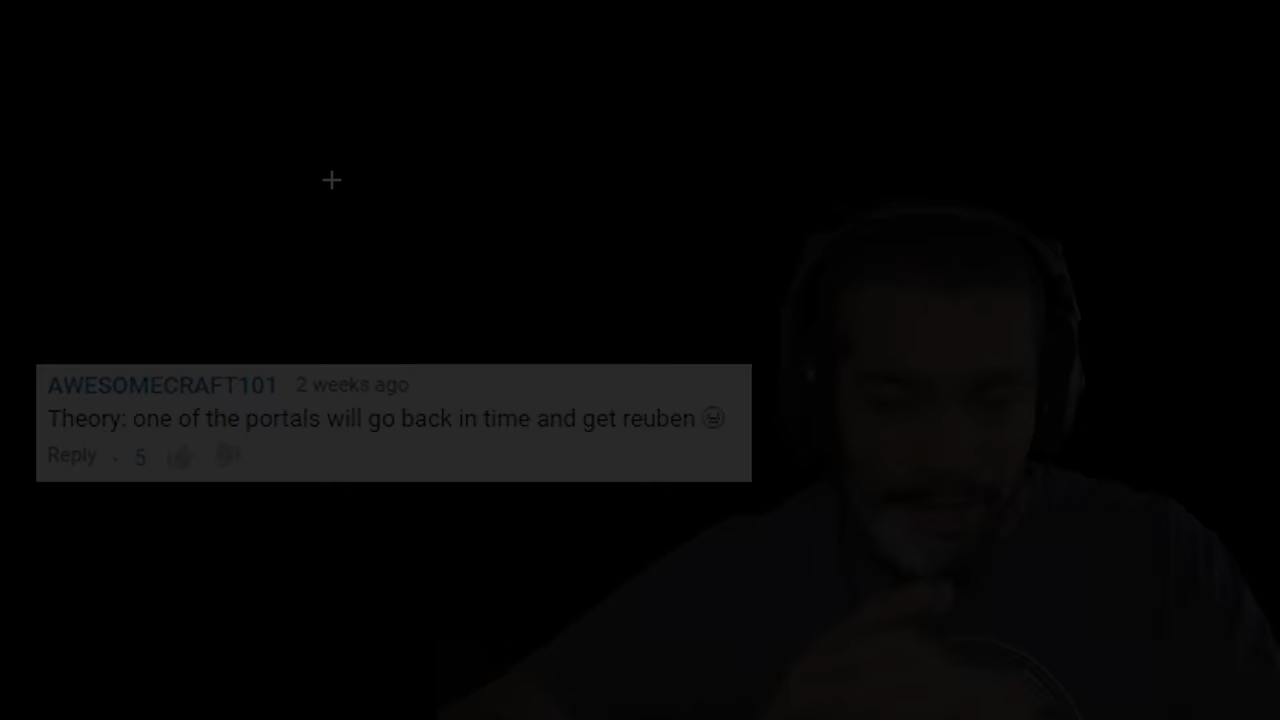 AWESOMECRAFT101 2 weeks ago
Theory: one of the portals will go back in time and get reuben 😭
Reply · 5